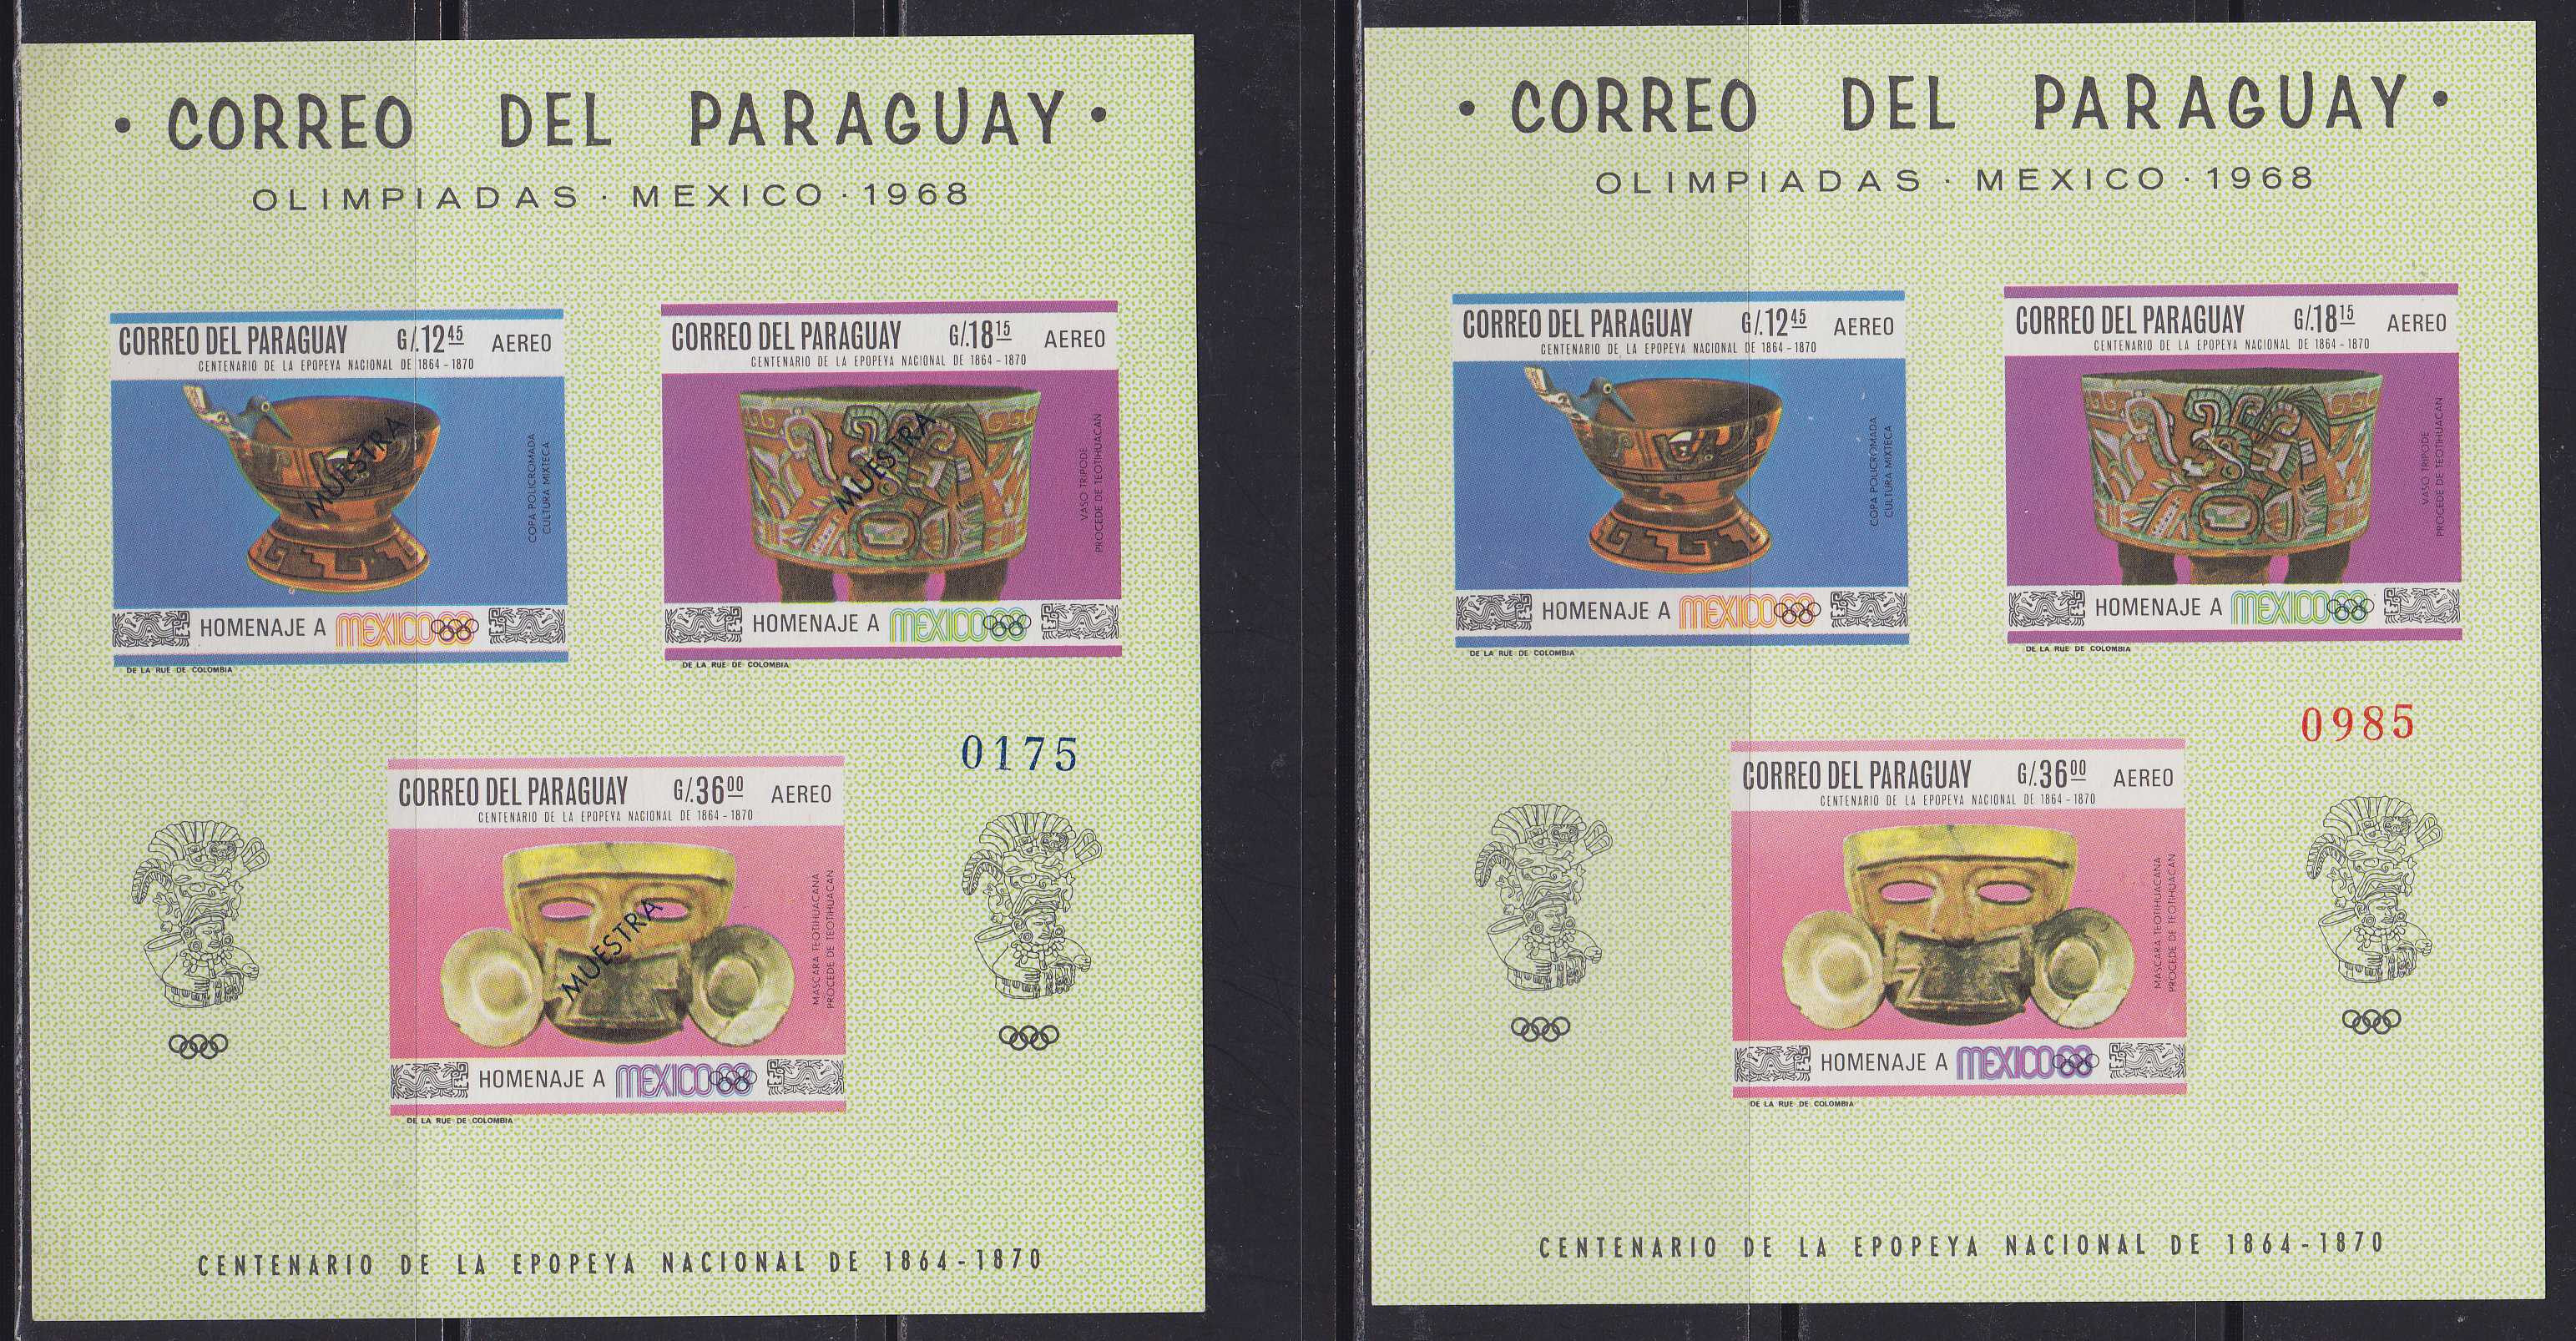 • CORREO DEL PARAGUAY •
OLIMPIADAS · MEXICO · 1968
CORREO DEL PARAGUAY G/.12 45 AEREO
CENTENARIO DE LA EPOPEYA NACIONAL DE 1864-1870
MUESTRA
COPA POLICROMADA
CULTURA MIXTECA
HOMENAJE A MEXICO68
DE LA RUE DE COLOMBIA
CORREO DEL PARAGUAY G/.18 15 AEREO
CENTENARIO DE LA EPOPEYA NACIONAL DE 1864-1870
MUESTRA
VASO TRIPODE
PROCEDE DE TEOTIHUACAN
HOMENAJE A MEXICO68
DE LA RUE DE COLOMBIA
0175
CORREO DEL PARAGUAY G/.36 00 AEREO
CENTENARIO DE LA EPOPEYA NACIONAL DE 1864-1870
MUESTRA
MASCARA TEOTIHUACANA
PROCEDE DE TEOTIHUACAN
HOMENAJE A MEXICO68
DE LA RUE DE COLOMBIA
CENTENARIO DE LA EPOPEYA NACIONAL DE 1864-1870
• CORREO DEL PARAGUAY •
OLIMPIADAS · MEXICO · 1968
CORREO DEL PARAGUAY G/.12 45 AEREO
CENTENARIO DE LA EPOPEYA NACIONAL DE 1864-1870
COPA POLICROMADA
CULTURA MIXTECA
HOMENAJE A MEXICO68
DE LA RUE DE COLOMBIA
CORREO DEL PARAGUAY G/.18 15 AEREO
CENTENARIO DE LA EPOPEYA NACIONAL DE 1864-1870
VASO TRIPODE
PROCEDE DE TEOTIHUACAN
HOMENAJE A MEXICO68
DE LA RUE DE COLOMBIA
0985
CORREO DEL PARAGUAY G/.36 00 AEREO
CENTENARIO DE LA EPOPEYA NACIONAL DE 1864-1870
MASCARA TEOTIHUACANA
PROCEDE DE TEOTIHUACAN
HOMENAJE A MEXICO68
DE LA RUE DE COLOMBIA
CENTENARIO DE LA EPOPEYA NACIONAL DE 1864-1870